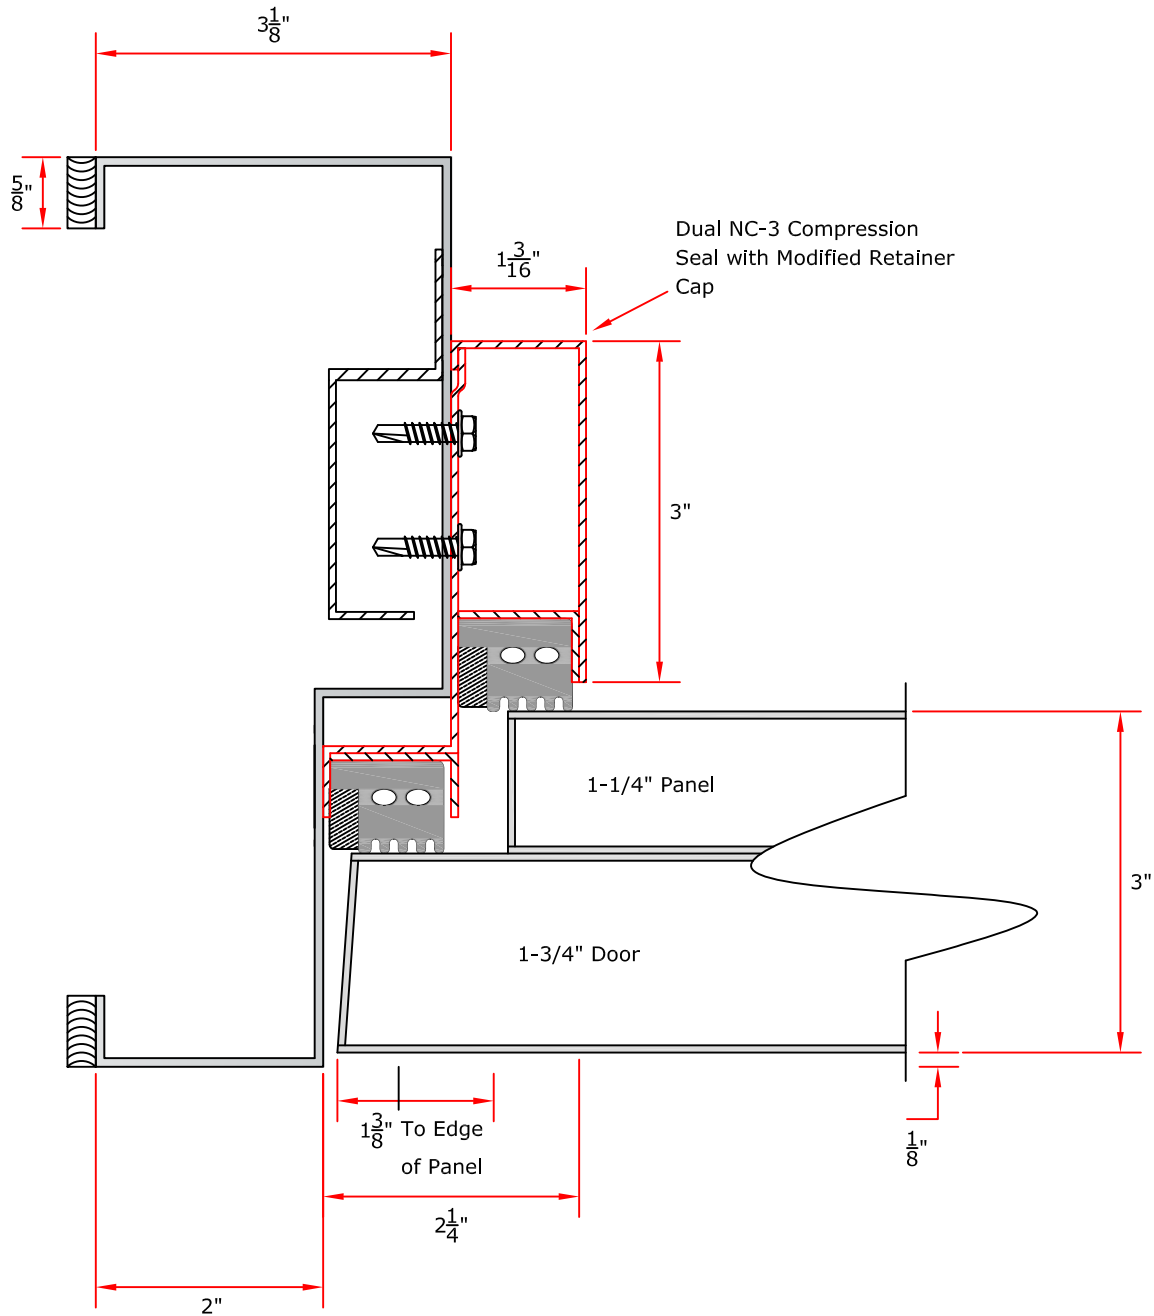 3 1/8"
5/8"
Dual NC-3 Compression
Seal with Modified Retainer
Cap
1 3/16"
3"
1-1/4" Panel
3"
1-3/4" Door
1 3/8" To Edge
of Panel
1/8"
2 1/4"
2"